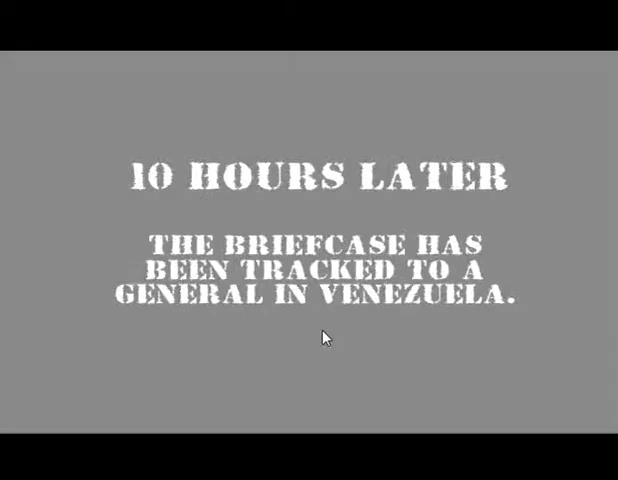 10 HOURS LATER
THE BRIEFCASE HAS
BEEN TRACKED TO A
GENERAL IN VENEZUELA.